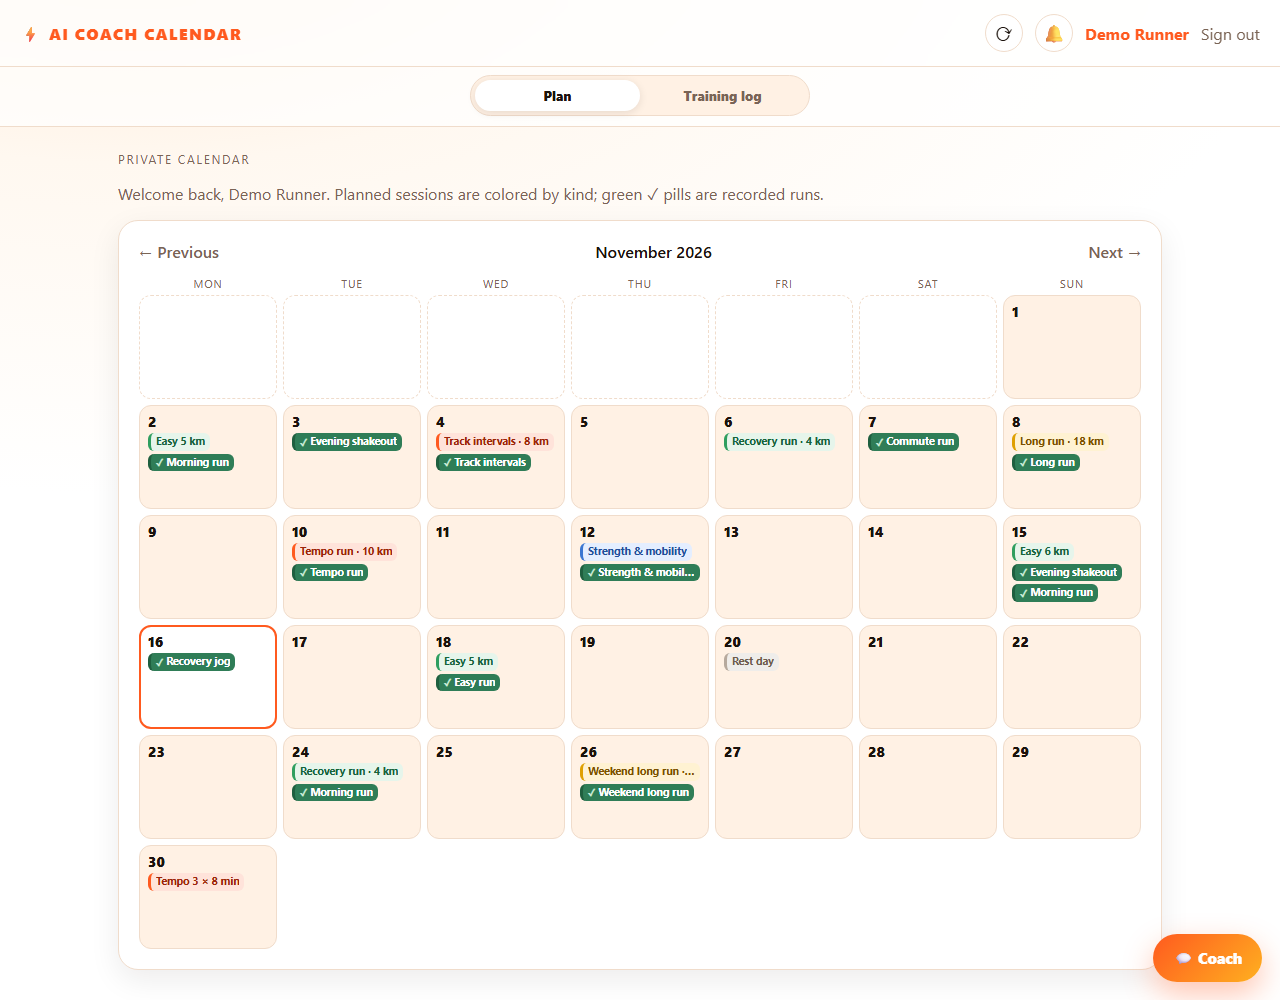 AI COACH CALENDAR
Demo Runner Sign out
Plan Training log
PRIVATE CALENDAR
Welcome back, Demo Runner. Planned sessions are colored by kind; green ✓ pills are recorded runs.
← Previous November 2026 Next →
MON TUE WED THU FRI SAT SUN
1
2
Easy 5 km
✓ Morning run
3
✓ Evening shakeout
4
Track intervals · 8 km
✓ Track intervals
5
6
Recovery run · 4 km
7
✓ Commute run
8
Long run · 18 km
✓ Long run
9
10
Tempo run · 10 km
✓ Tempo run
11
12
Strength & mobility
✓ Strength & mobil...
13
14
15
Easy 6 km
✓ Evening shakeout
✓ Morning run
16
✓ Recovery jog
17
18
Easy 5 km
✓ Easy run
19
20
Rest day
21
22
23
24
Recovery run · 4 km
✓ Morning run
25
26
Weekend long run ·...
✓ Weekend long run
27
28
29
30
Tempo 3 × 8 min
Coach